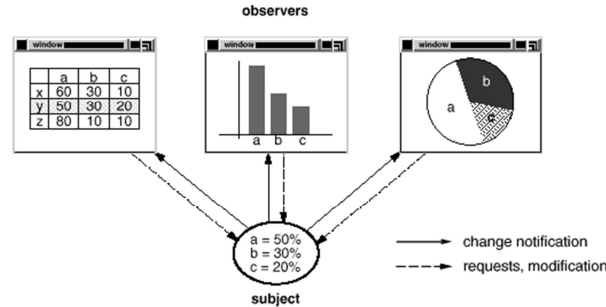 observers
window
window
window
a b c
x 60 30 10
y 50 30 20
z 80 10 10
a b c
a
b
c
a = 50%
b = 30%
c = 20%
subject
change notification
requests, modification